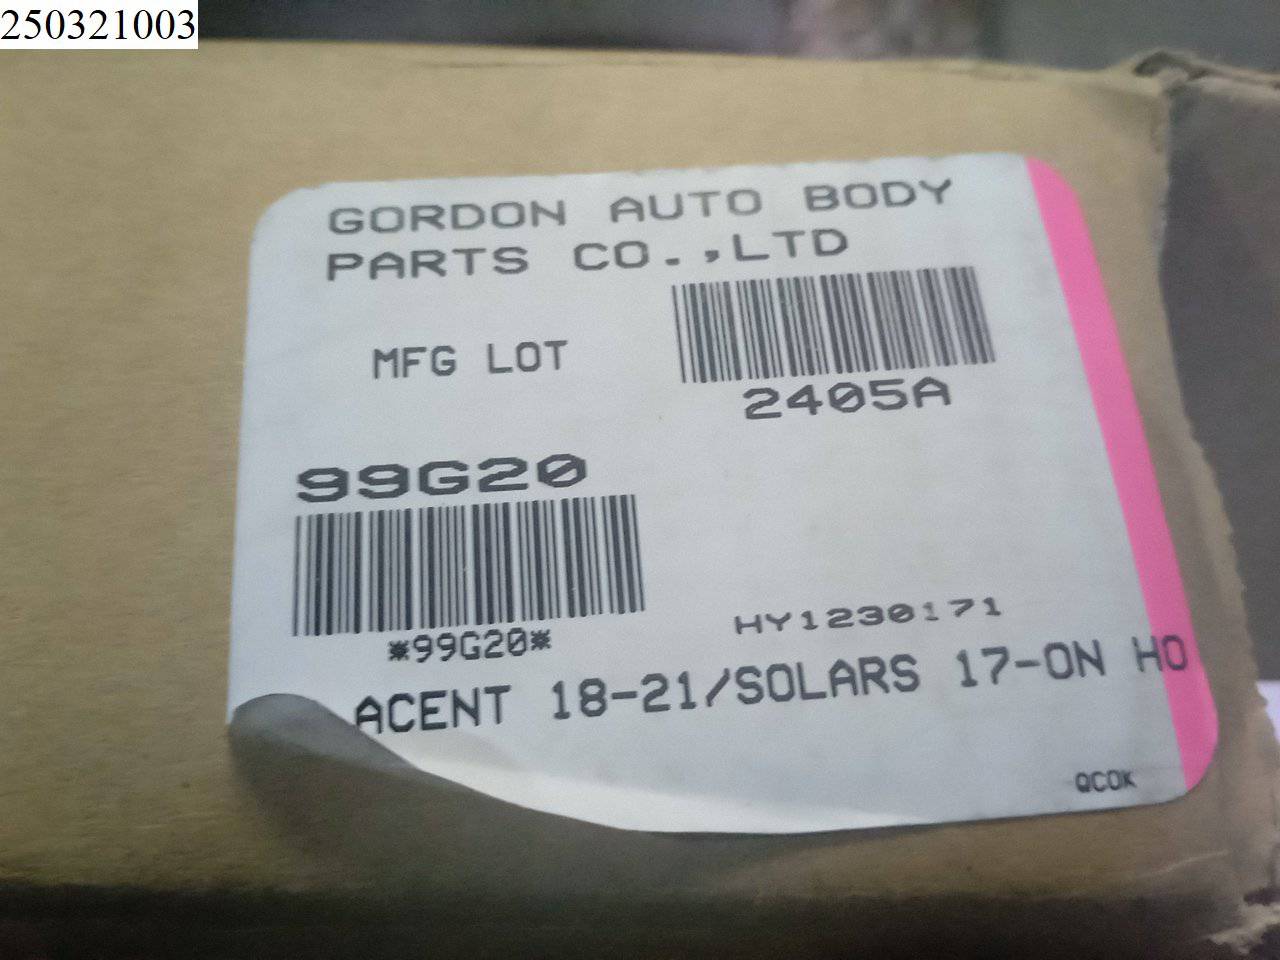 250321003
GORDON AUTO BODY
PARTS CO.,LTD
MFG LOT
2405A
99G20
*99G20*
HY1230171
ACENT 18-21/SOLARS 17-ON HO
QCOK